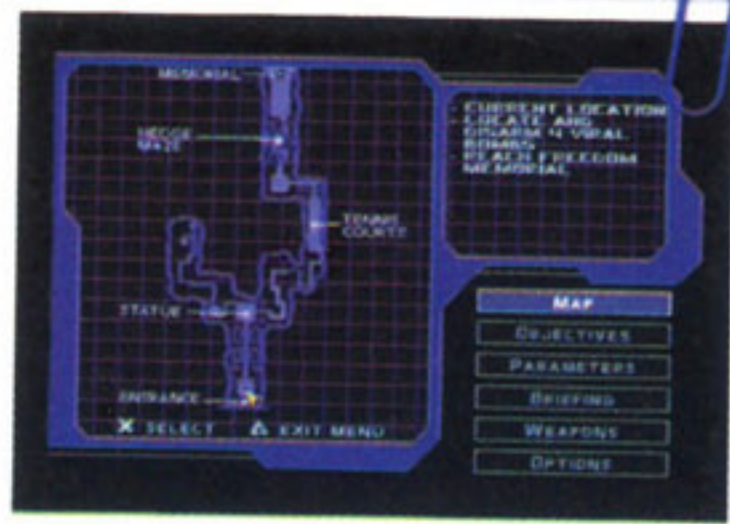 MEMORIAL
HEDGE
MAZE
TENNIS
COURTS
STATUE
ENTRANCE
X SELECT △ EXIT MENU
- CURRENT LOCATION
- LOCATE AND
DISARM 4 VIRAL
BOMBS
- REACH FREEDOM
MEMORIAL
MAP
OBJECTIVES
PARAMETERS
BRIEFING
WEAPONS
OPTIONS